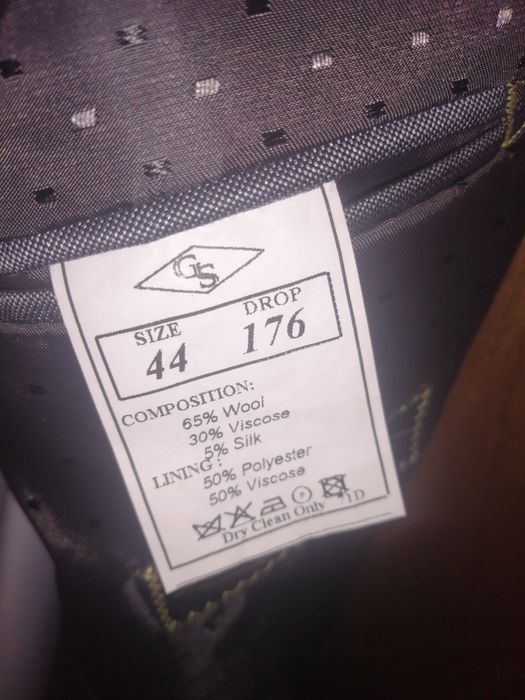 GS
SIZE DROP
44 176
COMPOSITION:
65% Wool
30% Viscose
5% Silk
LINING :
50% Polyester
50% Viscose
P
Dry Clean Only